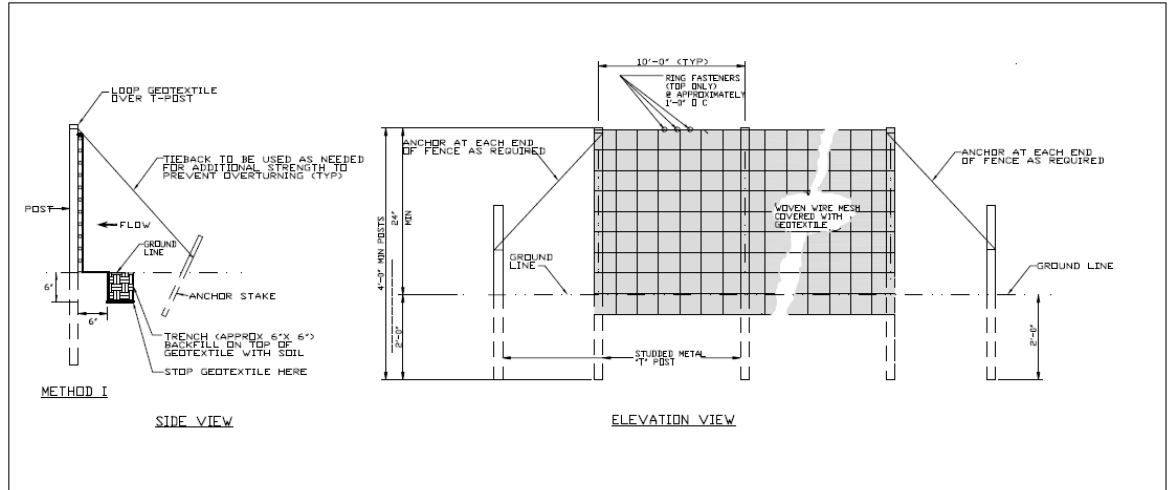 LOOP GEOTEXTILE
OVER T-POST
TIEBACK TO BE USED AS NEEDED
FOR ADDITIONAL STRENGTH TO
PREVENT OVERTURNING (TYP)
POST
FLOW
GROUND
LINE
6"
6"
ANCHOR STAKE
TRENCH (APPROX 6"X 6")
BACKFILL ON TOP OF
GEOTEXTILE WITH SOIL
STOP GEOTEXTILE HERE
METHOD I
SIDE VIEW
10'-0" (TYP)
RING FASTENERS
(TOP ONLY)
@ APPROXIMATELY
1'-0" O C
ANCHOR AT EACH END
OF FENCE AS REQUIRED
ANCHOR AT EACH END
OF FENCE AS REQUIRED
4'-0" MIN POSTS
24"
MIN
WOVEN WIRE MESH
COVERED WITH
GEOTEXTILE
GROUND
LINE
GROUND LINE
2'-0"
2'-0"
STUDDED METAL
"T" POST
ELEVATION VIEW